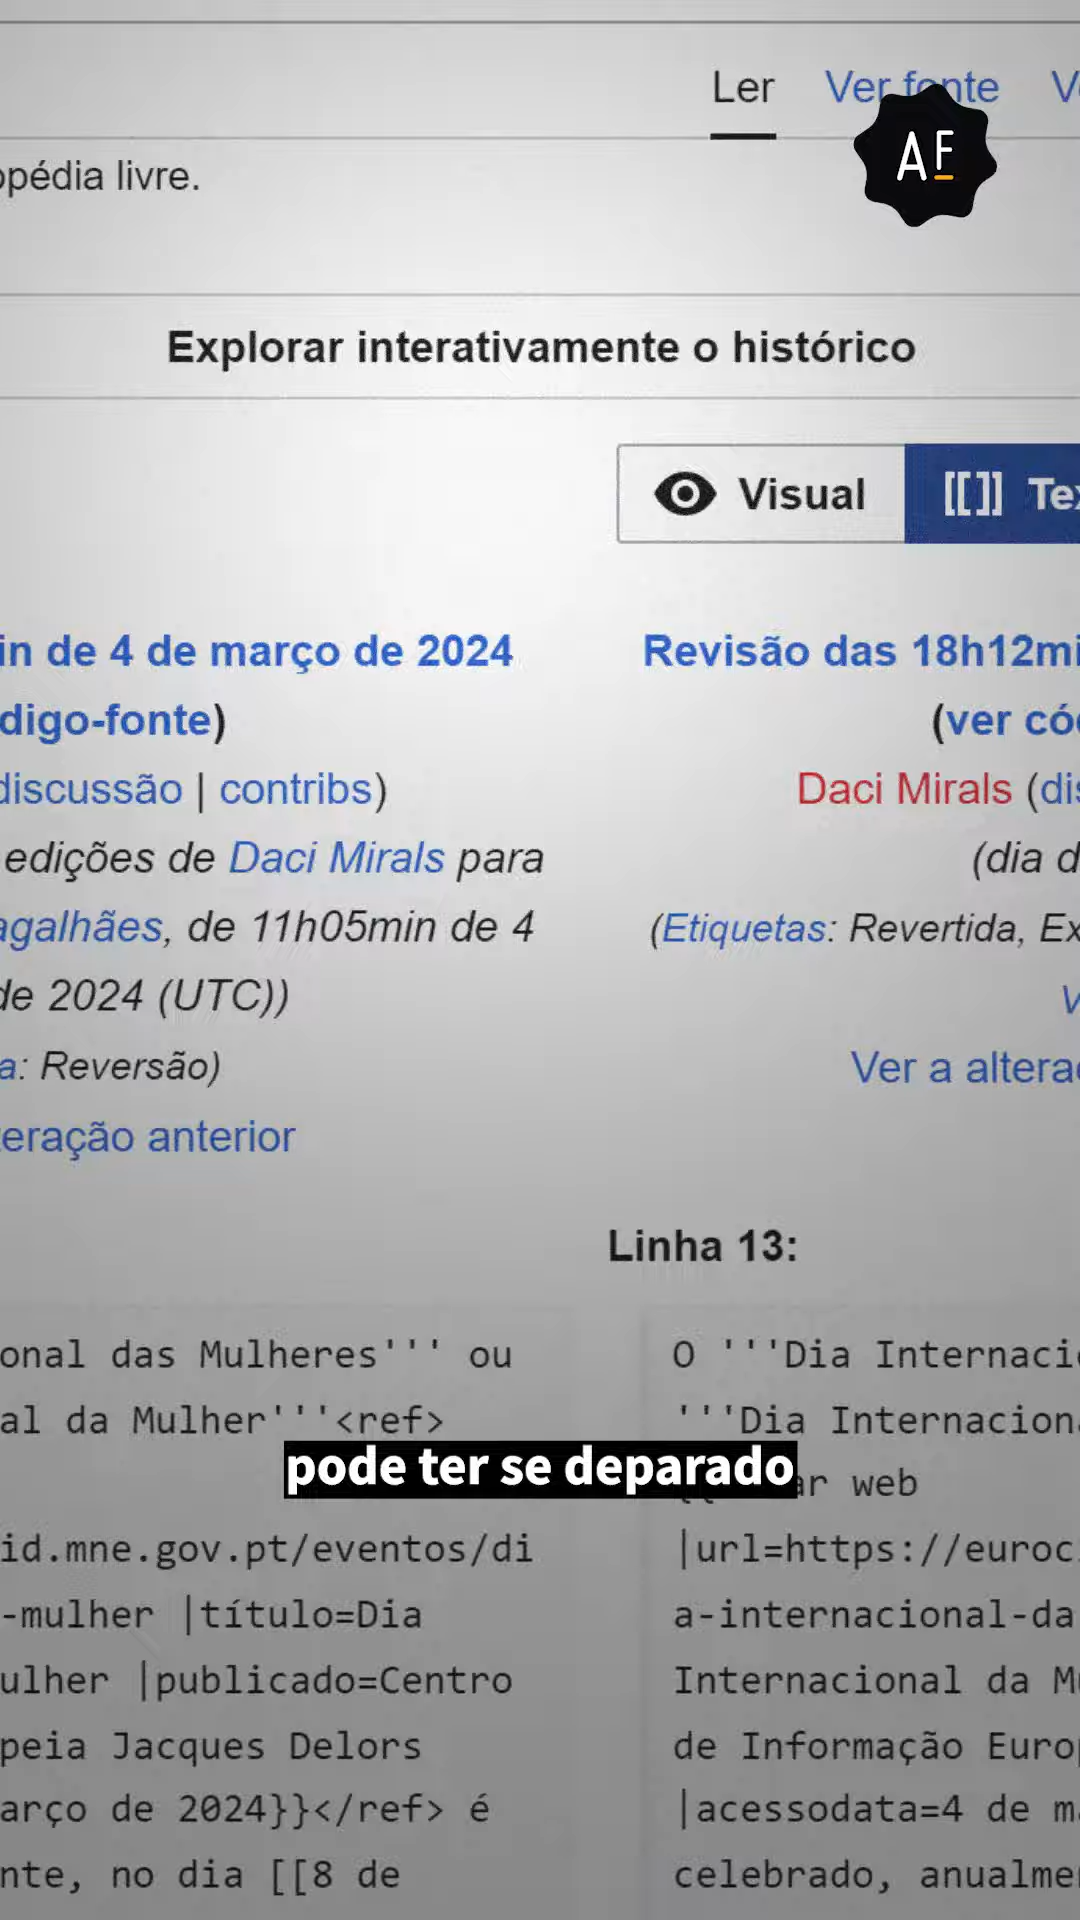 Ler Ver fonte
AF
opédia livre.
Explorar interativamente o histórico
Visual [[]] Tex
in de 4 de março de 2024
digo-fonte)
discussão | contribs)
edições de Daci Mirals para
agalhães, de 11h05min de 4
de 2024 (UTC))
a: Reversão)
teração anterior
Revisão das 18h12mi
(ver có
Daci Mirals (dis
(dia d
(Etiquetas: Revertida, Ex
V
Ver a altera
Linha 13:
onal das Mulheres''' ou
al da Mulher'''<ref>
id.mne.gov.pt/eventos/di
-mulher |título=Dia
ulher |publicado=Centro
peia Jacques Delors
arço de 2024}}</ref> é
nte, no dia [[8 de
O '''Dia Internaci
'''Dia Internacion
ar web
|url=https://euroc
a-internacional-da
Internacional da M
de Informação Euro
|acessodata=4 de m
celebrado, anualme
pode ter se deparado